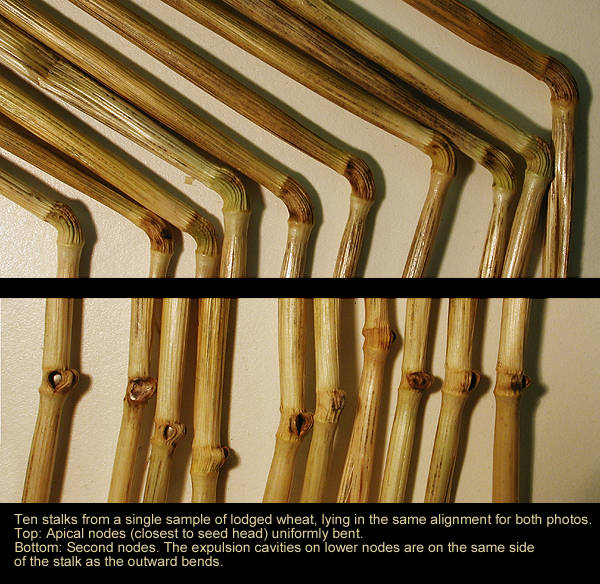 Ten stalks from a single sample of lodged wheat, lying in the same alignment for both photos.
Top: Apical nodes (closest to seed head) uniformly bent.
Bottom: Second nodes. The expulsion cavities on lower nodes are on the same side
of the stalk as the outward bends.